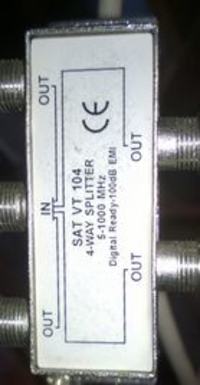 OUT
OUT
IN
OUT
OUT
SAT VT 104
4-WAY SPLITTER
5-1000 MHz
Digital Ready-100dB EMI
CE